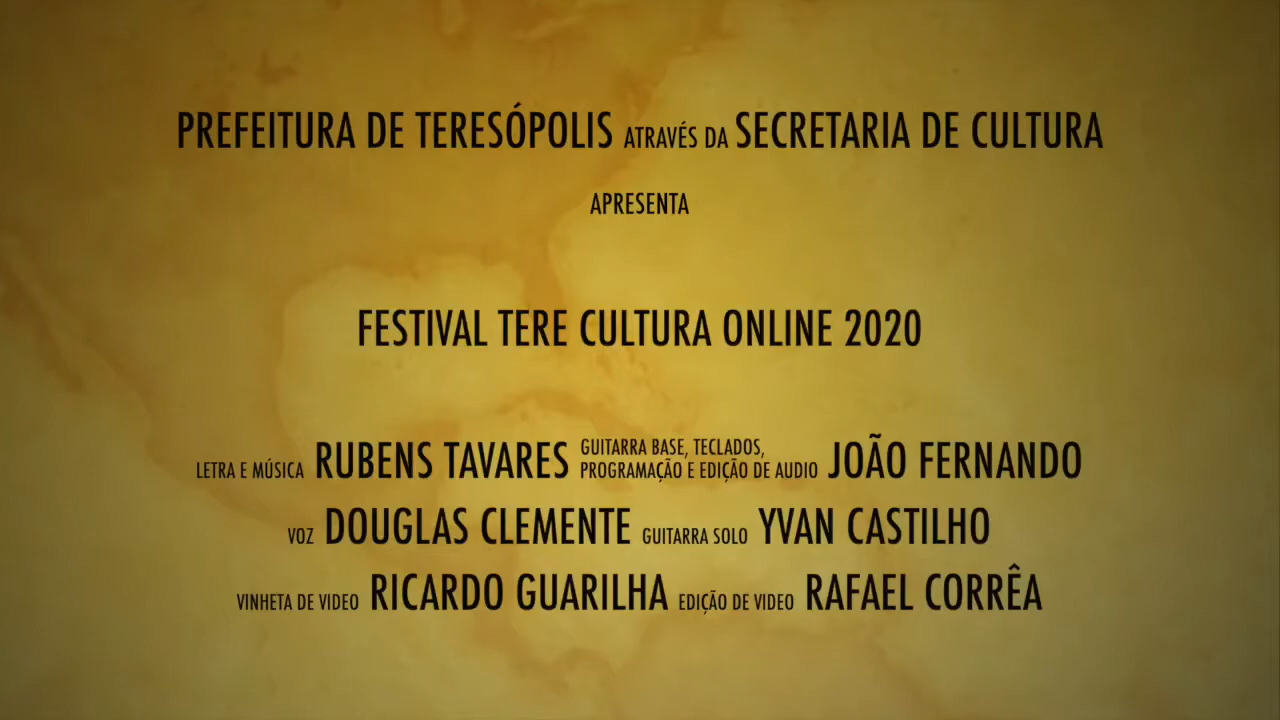 PREFEITURA DE TERESÓPOLIS ATRAVÉS DA SECRETARIA DE CULTURA
APRESENTA
FESTIVAL TERE CULTURA ONLINE 2020
LETRA E MÚSICA RUBENS TAVARES GUITARRA BASE, TECLADOS, PROGRAMAÇÃO E EDIÇÃO DE AUDIO JOÃO FERNANDO
VOZ DOUGLAS CLEMENTE GUITARRA SOLO YVAN CASTILHO
VINHETA DE VIDEO RICARDO GUARILHA EDIÇÃO DE VIDEO RAFAEL CORRÊA